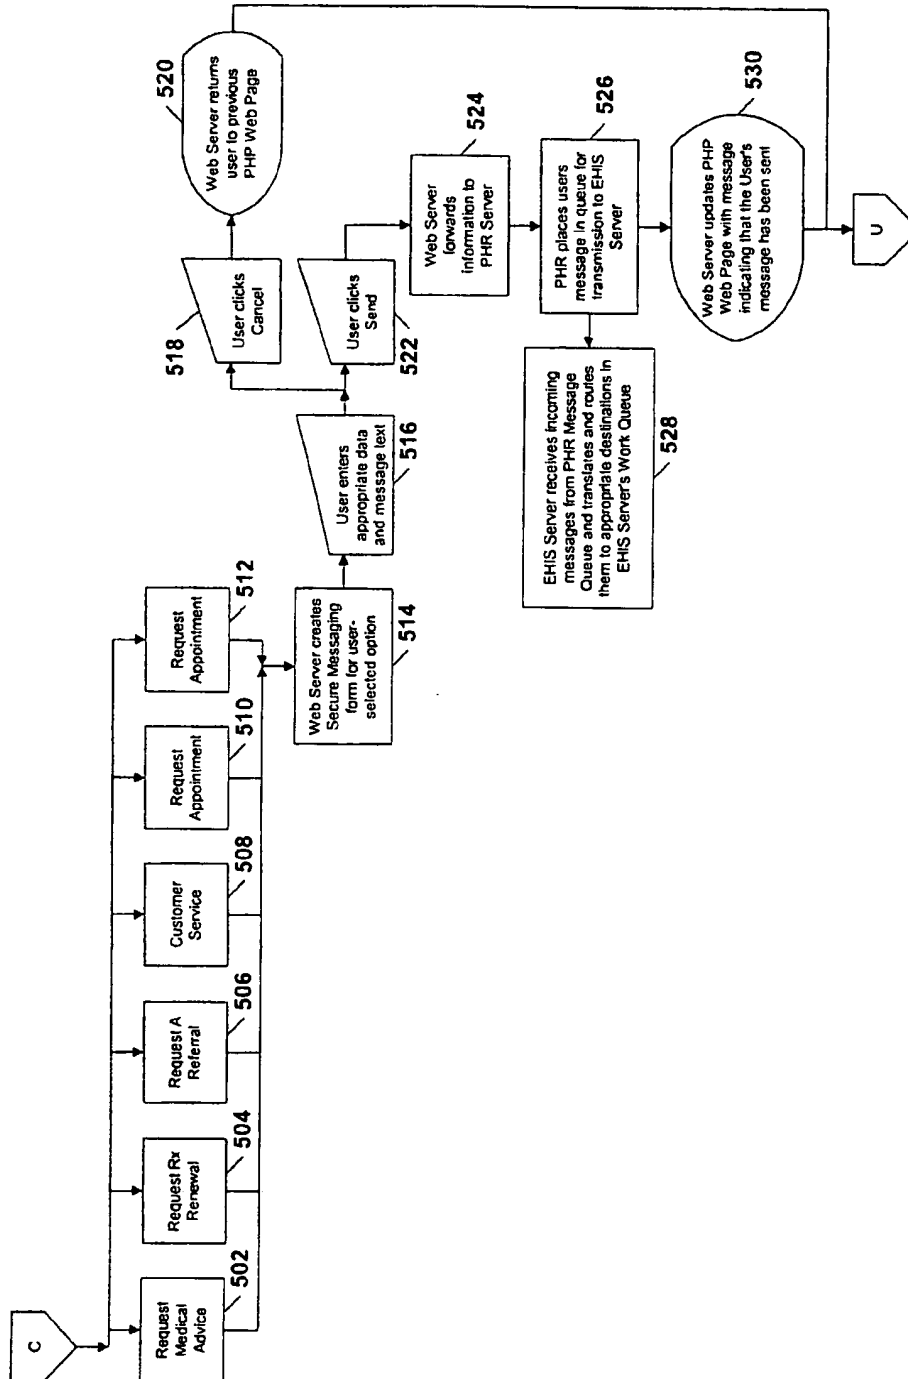 C
Request
Medical
Advice
502
Request Rx
Renewal
504
Request A
Referral
506
Customer
Service
508
Request
Appointment
510
Request
Appointment
512
Web Server creates
Secure Messaging
form for user-
selected option
514
User enters
appropriate data
and message text
516
User clicks
Cancel
518
Web Server returns
user to previous
PHP Web Page
520
User clicks
Send
522
Web Server
forwards
information to
PHR Server
524
PHR places users
message in queue for
transmission to EHIS
Server
526
EHIS Server receives incoming
messages from PHR Message
Queue and translates and routes
them to appropriate destinations in
EHIS Server's Work Queue
528
Web Server updates PHP
Web Page with message
indicating that the User's
message has been sent
530
U